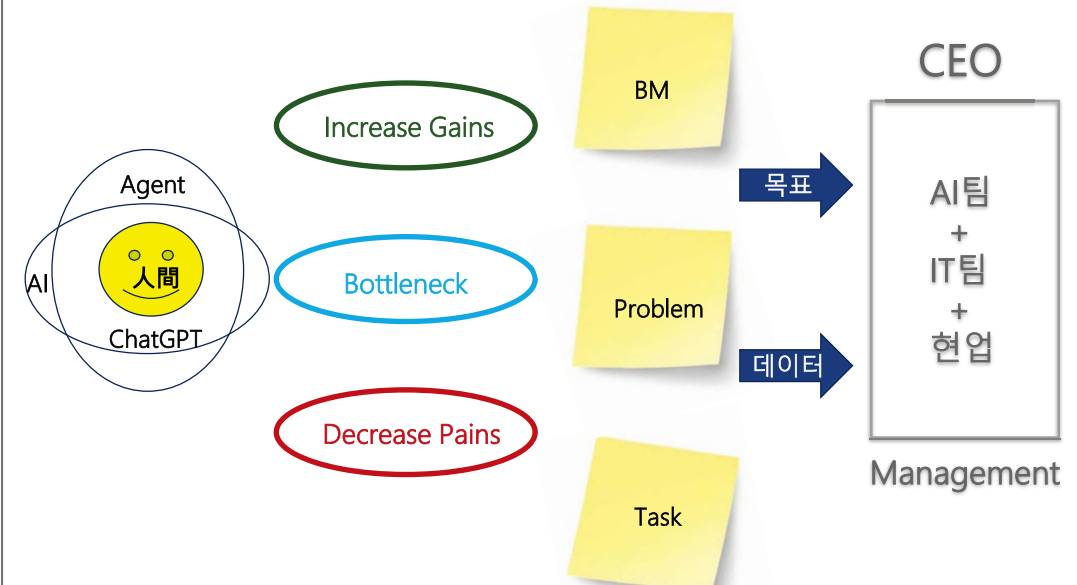 Agent
AI
人間
ChatGPT
Increase Gains
Bottleneck
Decrease Pains
BM
Problem
Task
목표
데이터
CEO
AI팀
+
IT팀
+
현업
Management